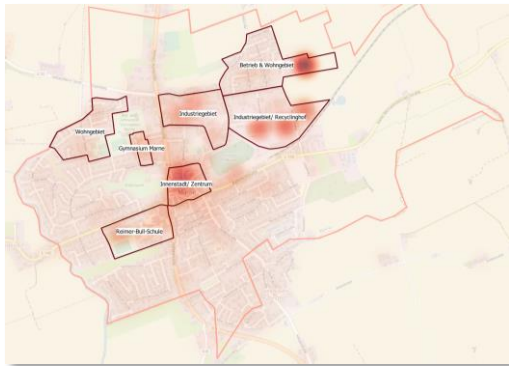 Betrieb & Wohngebiet
Industriegebiet
Industriegebiet/ Recyclinghof
Wohngebiet
Gymnasium Marne
Innenstadt/ Zentrum
Reimer-Bull-Schule